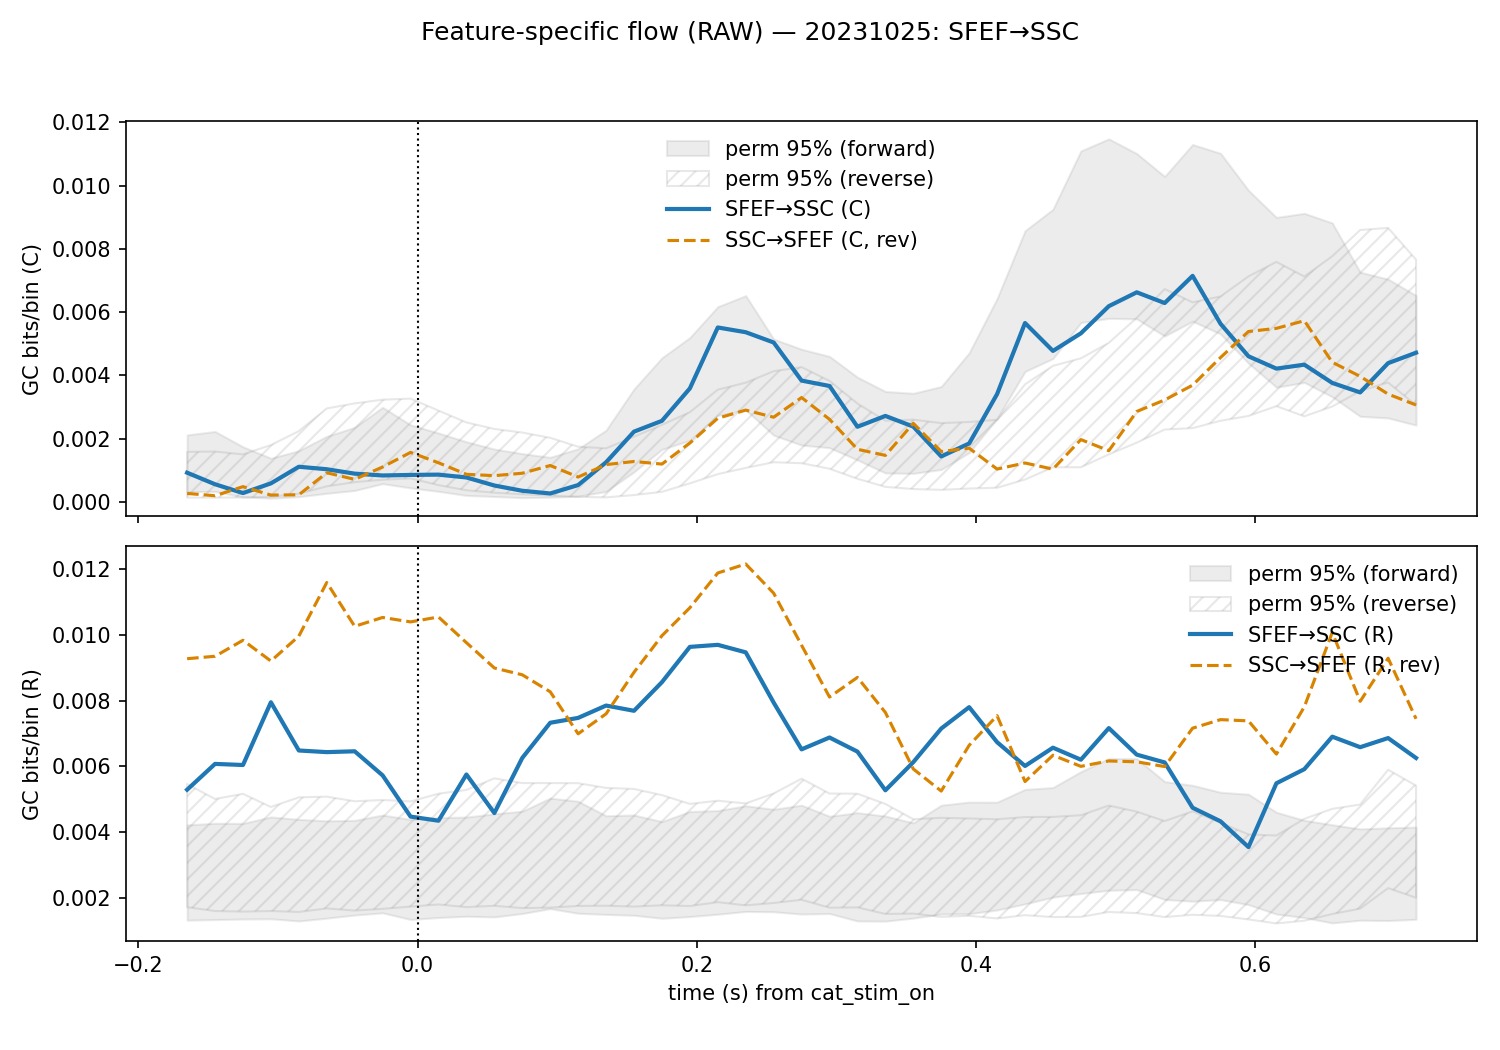 Feature-specific flow (RAW) — 20231025: SFEF→SSC
GC bits/bin (C)
0.012
0.010
0.008
0.006
0.004
0.002
0.000
perm 95% (forward)
perm 95% (reverse)
SFEF→SSC (C)
SSC→SFEF (C, rev)
GC bits/bin (R)
0.012
0.010
0.008
0.006
0.004
0.002
perm 95% (forward)
perm 95% (reverse)
SFEF→SSC (R)
SSC→SFEF (R, rev)
−0.2
0.0
0.2
0.4
0.6
time (s) from cat_stim_on